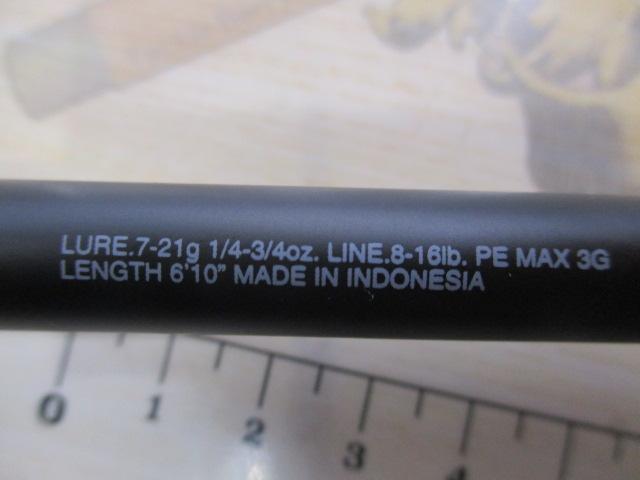 LURE.7-21g 1/4-3/4oz. LINE.8-16lb. PE MAX 3G
LENGTH 6'10" MADE IN INDONESIA
0 1 2 3 4